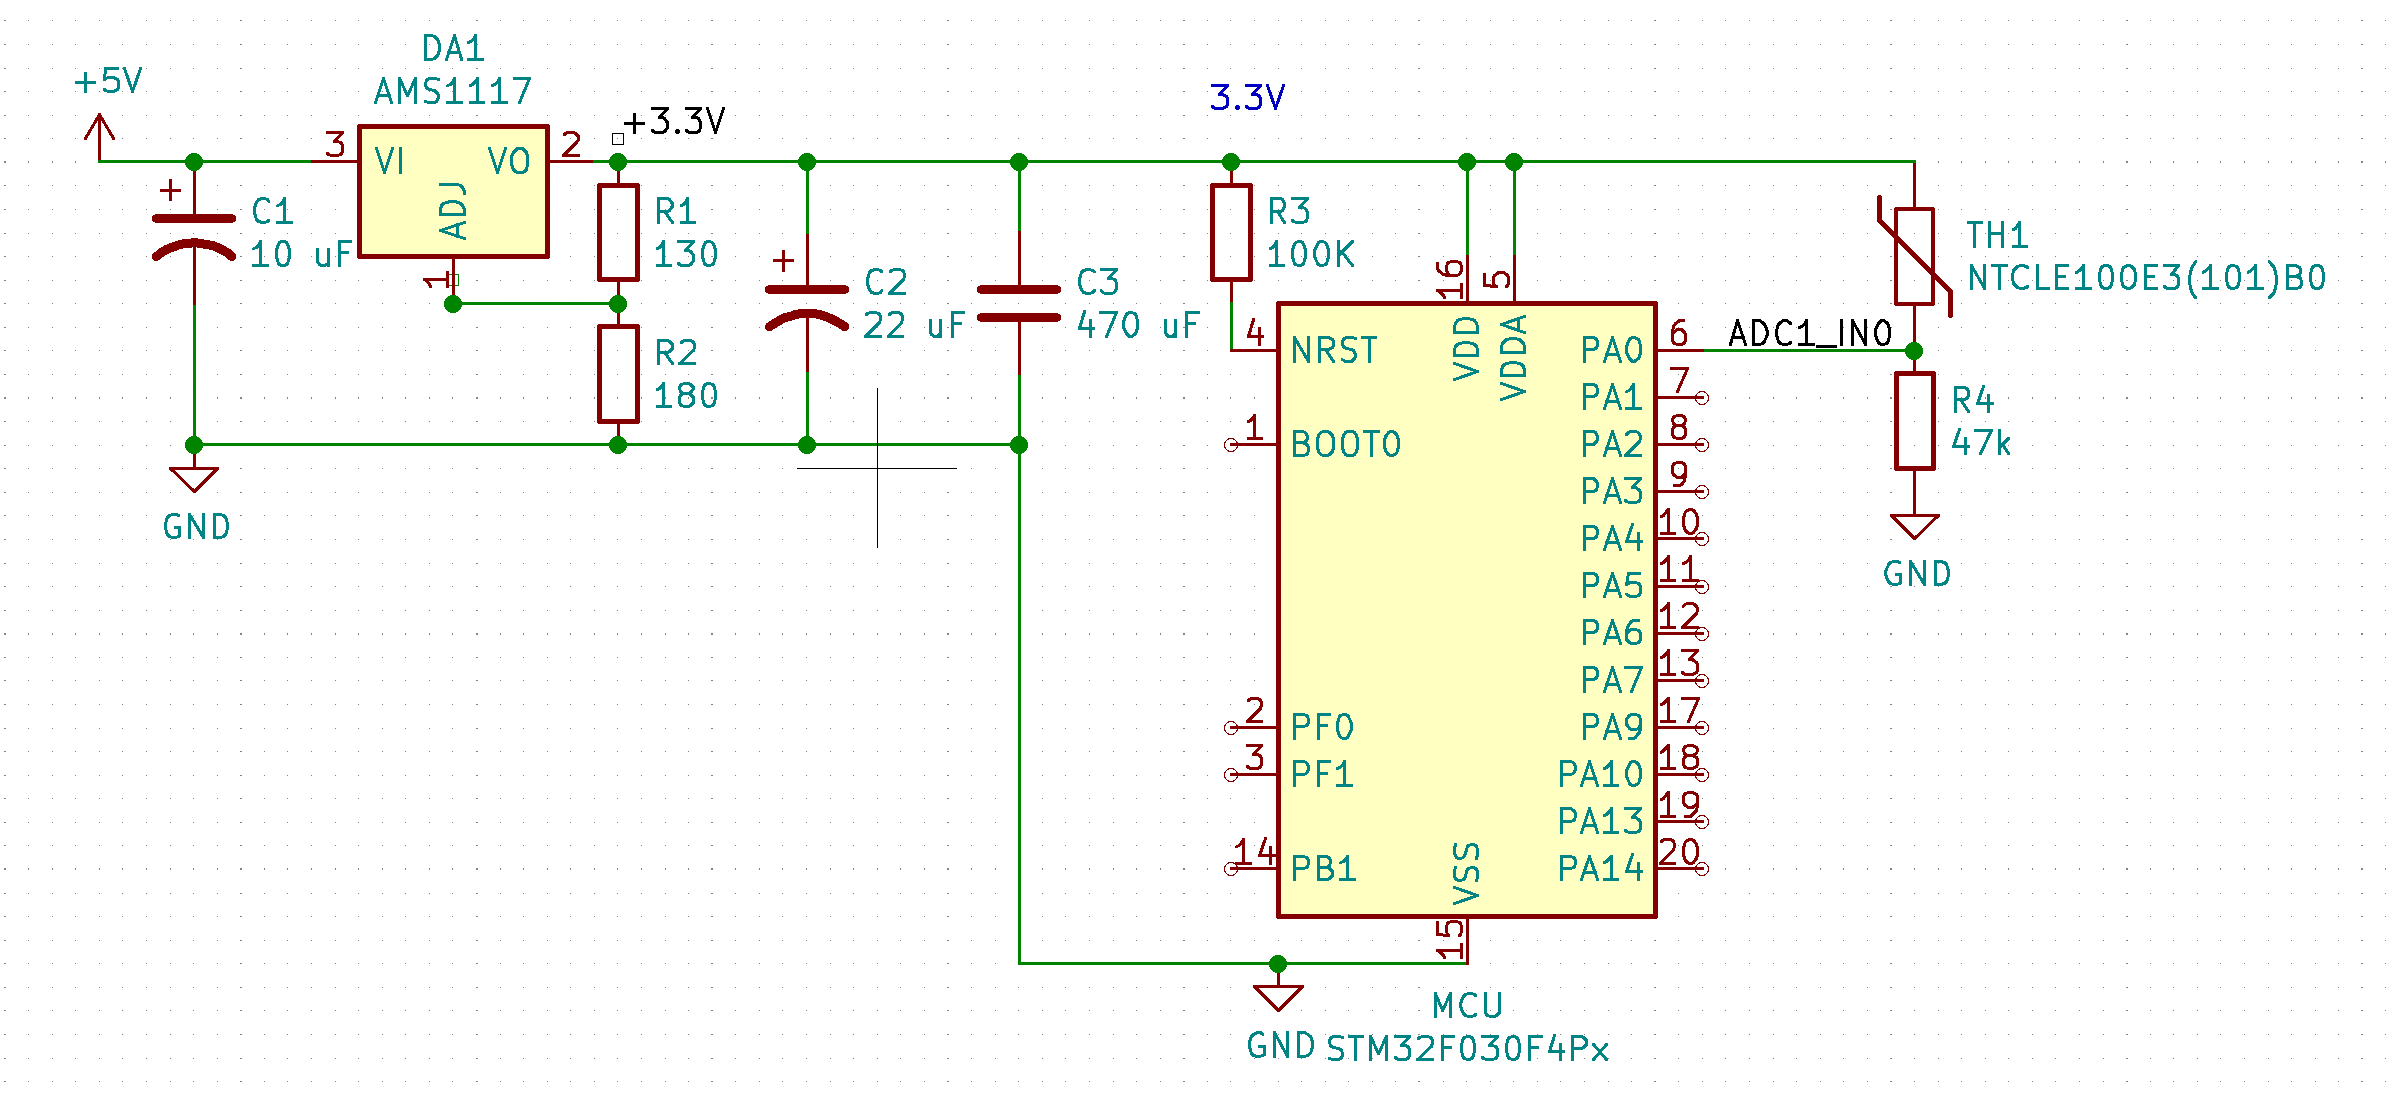 +5V
DA1
AMS1117
3
VI
VO
2
ADJ
1
+3.3V
+
C1
10 uF
R1
130
R2
180
+
C2
22 uF
C3
470 uF
GND
3.3V
R3
100K
16
5
VDD
VDDA
4
NRST
1
BOOT0
2
PF0
3
PF1
14
PB1
PA0
6
ADC1_IN0
PA1
7
PA2
8
PA3
9
PA4
10
PA5
11
PA6
12
PA7
13
PA9
17
PA10
18
PA13
19
PA14
20
VSS
15
TH1
NTCLE100E3(101)B0
R4
47k
GND
GND
MCU
STM32F030F4Px